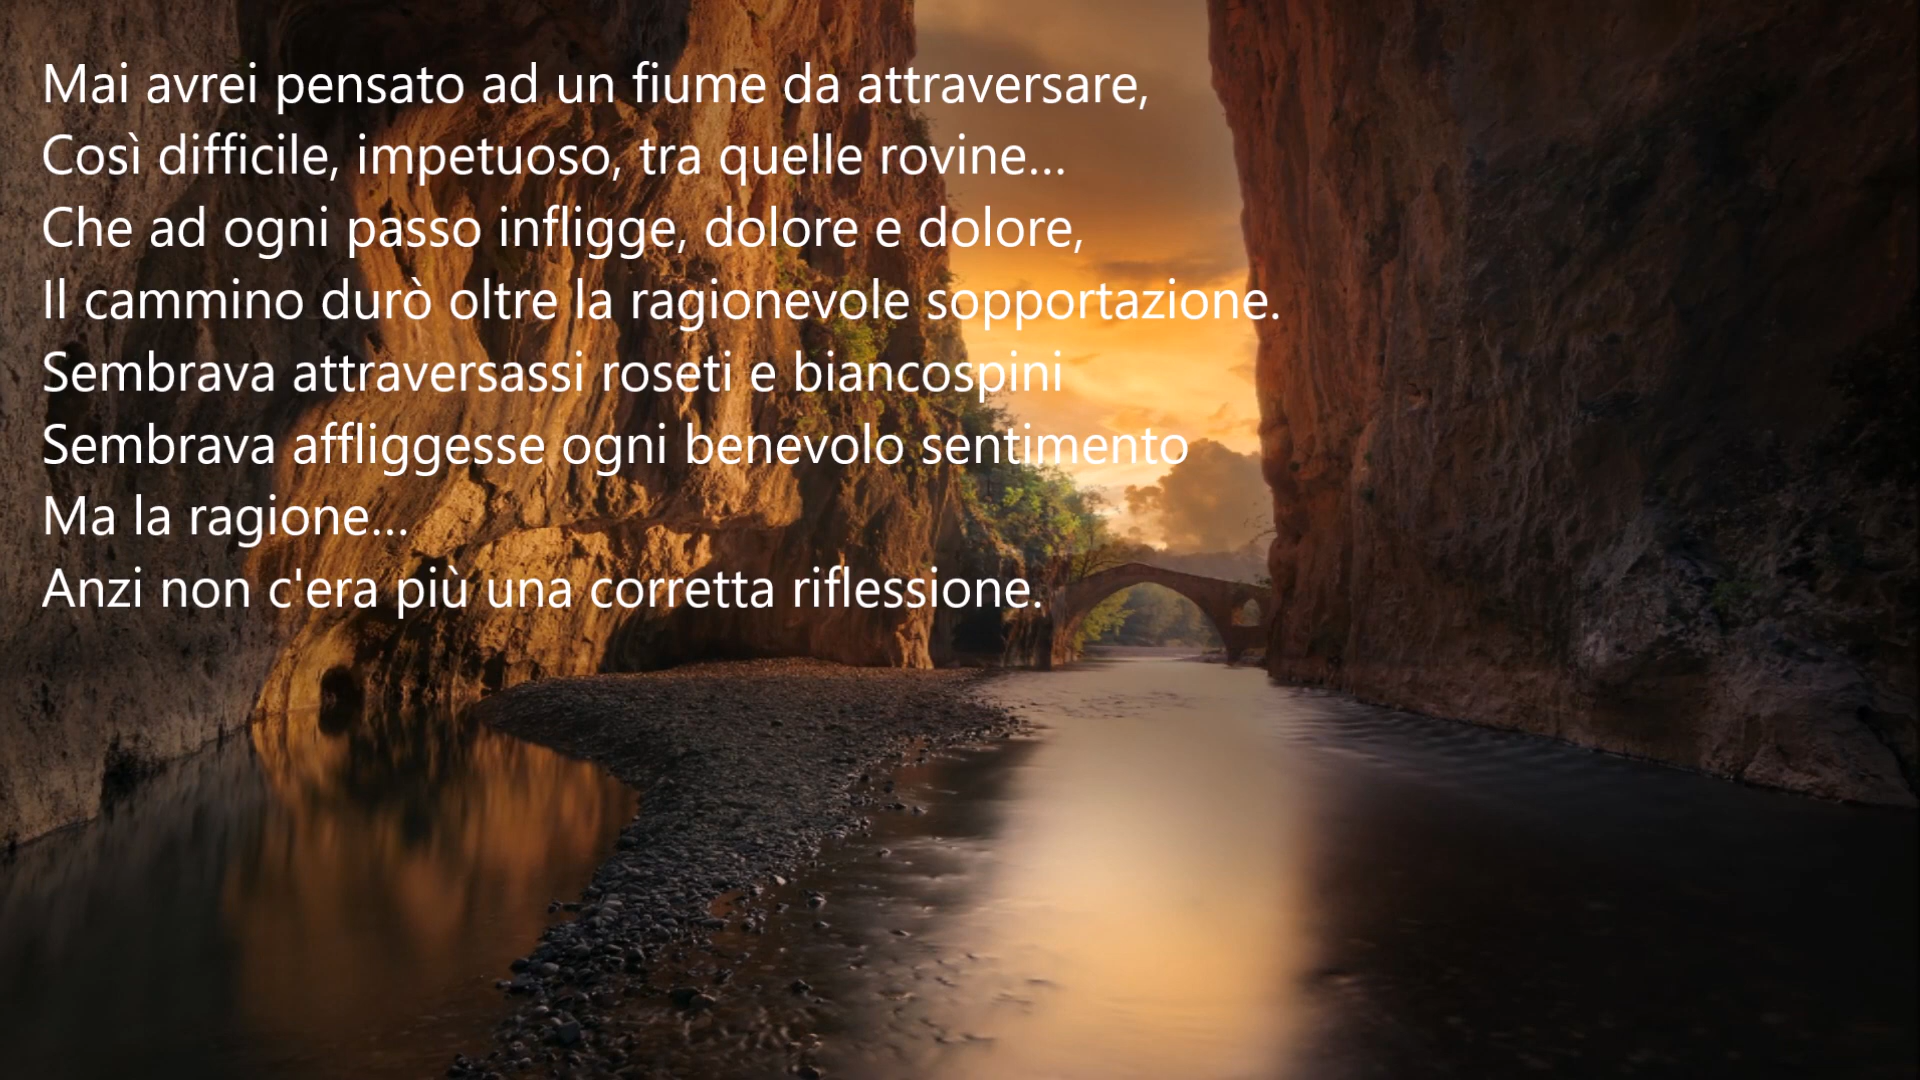 Mai avrei pensato ad un fiume da attraversare,
Così difficile, impetuoso, tra quelle rovine...
Che ad ogni passo infligge, dolore e dolore,
Il cammino durò oltre la ragionevole sopportazione.
Sembrava attraversassi roseti e biancospini
Sembrava affliggesse ogni benevolo sentimento
Ma la ragione...
Anzi non c'era più una corretta riflessione.